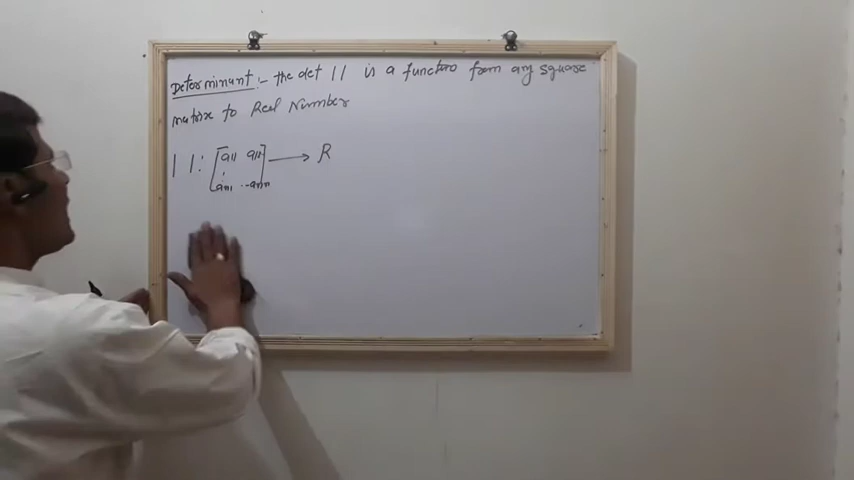 Determinant :- the det | | is a function from any square
matrix to Real Number
| | : [a11 a12 ⟶ R
⋮
an1 ...ann]